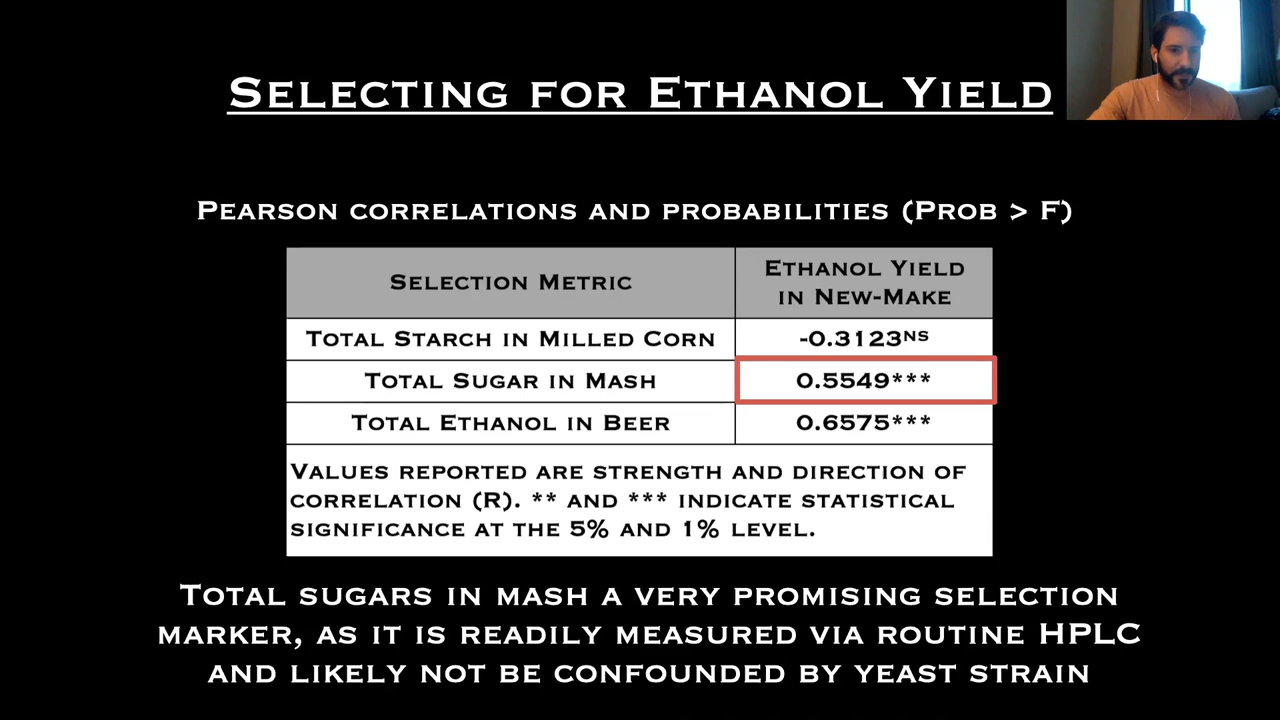 Selecting for Ethanol Yield
Pearson correlations and probabilities (Prob > F)
Selection Metric
Ethanol Yield
in New-Make
Total Starch in Milled Corn
-0.3123NS
Total Sugar in Mash
0.5549***
Total Ethanol in Beer
0.6575***
Values reported are strength and direction of
correlation (R). ** and *** indicate statistical
significance at the 5% and 1% level.
Total sugars in mash a very promising selection
marker, as it is readily measured via routine HPLC
and likely not be confounded by yeast strain